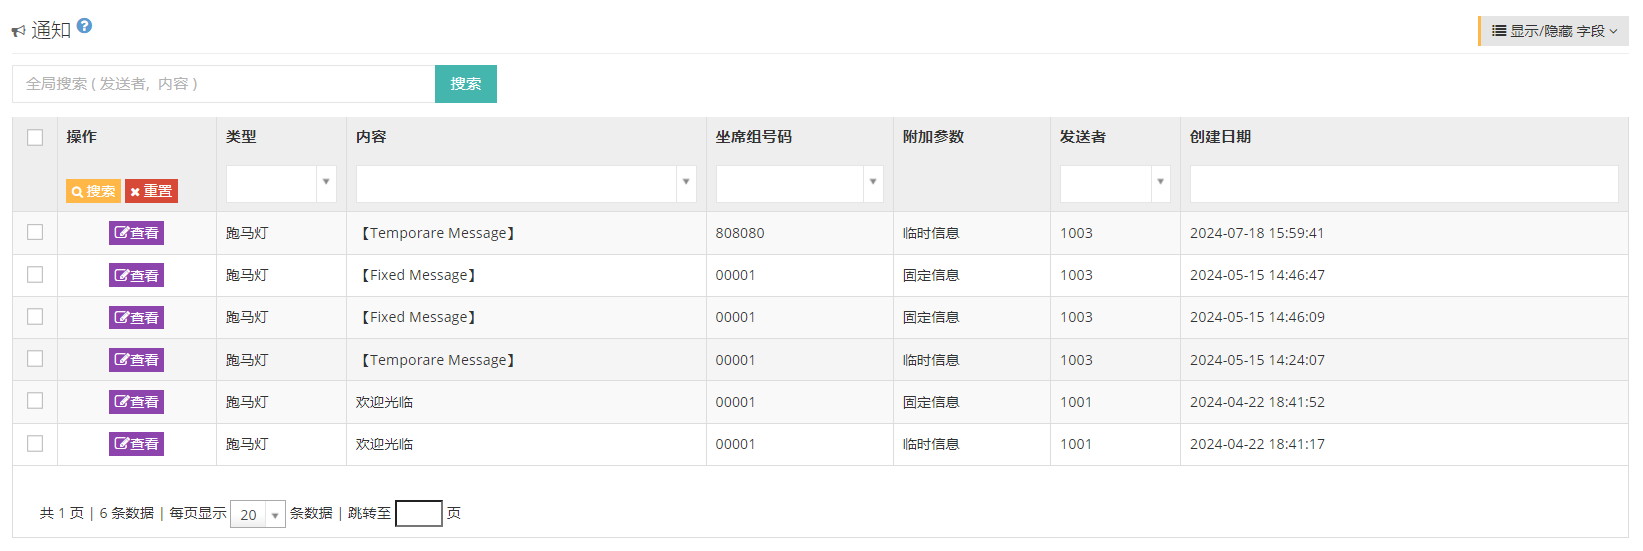 通知
显示/隐藏 字段
全局搜索 ( 发送者, 内容 ) 搜索
操作 类型 内容 坐席组号码 附加参数 发送者 创建日期
搜索 重置
查看 跑马灯 【Temporare Message】 808080 临时信息 1003 2024-07-18 15:59:41
查看 跑马灯 【Fixed Message】 00001 固定信息 1003 2024-05-15 14:46:47
查看 跑马灯 【Fixed Message】 00001 固定信息 1003 2024-05-15 14:46:09
查看 跑马灯 【Temporare Message】 00001 临时信息 1003 2024-05-15 14:24:07
查看 跑马灯 欢迎光临 00001 固定信息 1001 2024-04-22 18:41:52
查看 跑马灯 欢迎光临 00001 临时信息 1001 2024-04-22 18:41:17
共 1 页 | 6 条数据 | 每页显示 20 条数据 | 跳转至 页